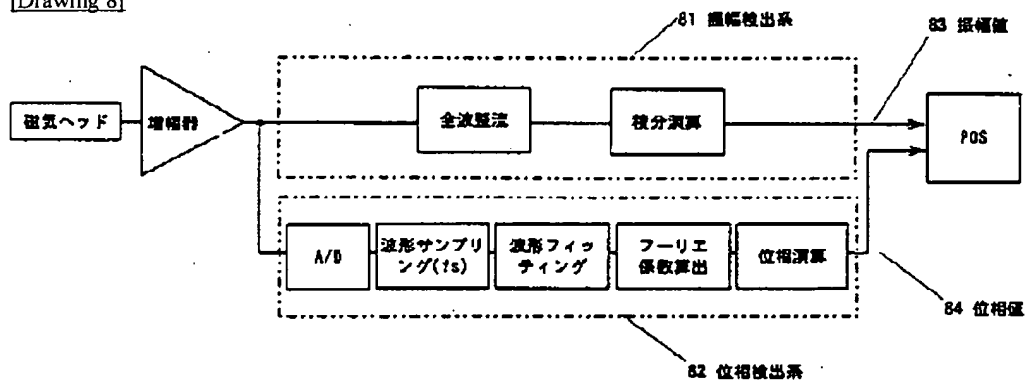 [Drawing 8]
81 振幅検出系
83 振幅値
磁気ヘッド
増幅器
全波整流
積分演算
POS
A/D
波形サンプリ
ング(fs)
波形フィッ
ティング
フーリエ
係数算出
位相演算
84 位相値
82 位相検出系